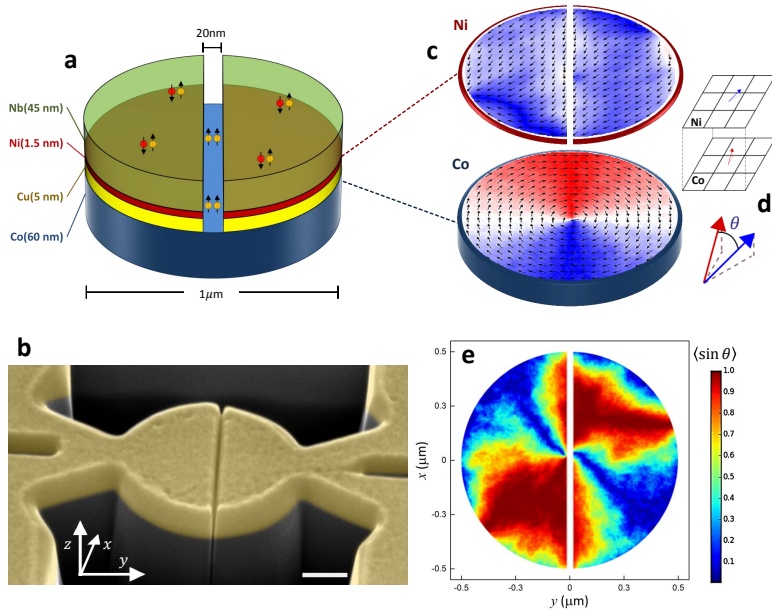 20nm
a
Nb(45 nm)
Ni(1.5 nm)
Cu(5 nm)
Co(60 nm)
1μm
c
Ni
Co
Ni
Co
θ
d
b
z
x
y
e
⟨sin θ⟩
x (μm)
0.5
0.3
0
-0.3
-0.5
-0.5
-0.3
0
0.3
0.5
y (μm)
1.0
0.9
0.8
0.7
0.6
0.5
0.4
0.3
0.2
0.1